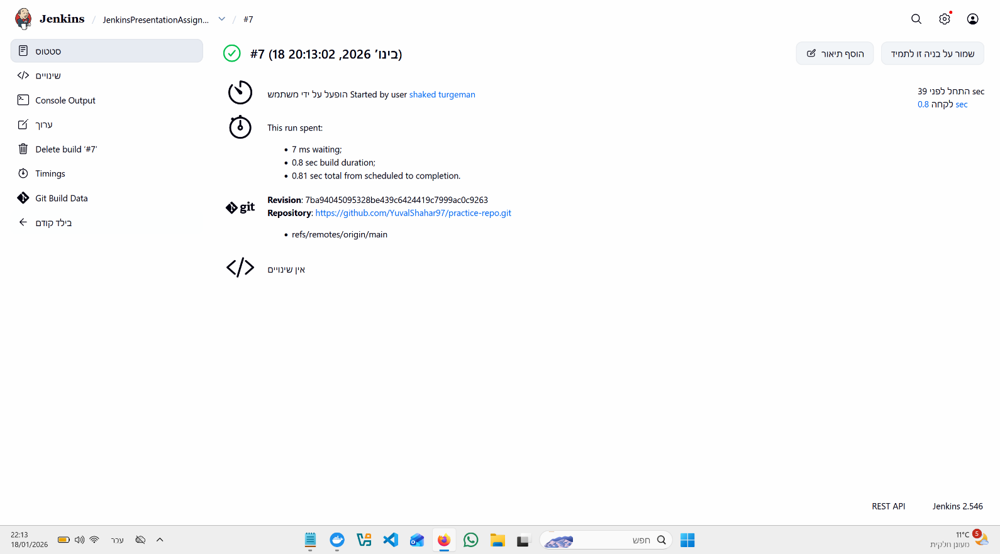 Jenkins / JenkinsPresentationAssign... / #7
סטטוס
שינויים
Console Output
ערוך
Delete build ‘#7’
Timings
Git Build Data
בילד קודם
#7 (18 בינו׳ 2026, 20:13:02)
הוסף תיאור
שמור על בניה זו לתמיד
הופעל על ידי משתמש Started by user shaked turgeman
התחל לפני 39 sec
לקחה 0.8 sec
This run spent:
7 ms waiting;
0.8 sec build duration;
0.81 sec total from scheduled to completion.
git
Revision: 7ba94045095328be439c6424419c7999ac0c9263
Repository: https://github.com/YuvalShahar97/practice-repo.git
refs/remotes/origin/main
אין שינויים
REST API
Jenkins 2.546
22:13
18/01/2026
עבר
חפש
11°C
מעונן חלקית
5